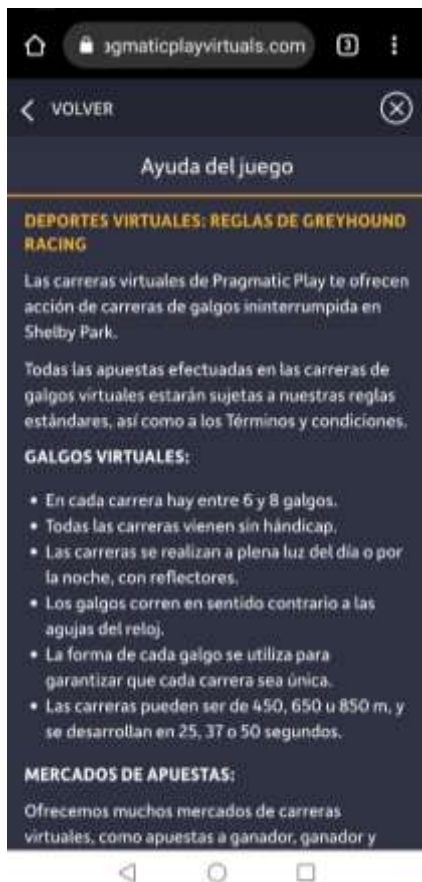 agmaticplayvirtuals.com 3
VOLVER
Ayuda del juego
DEPORTES VIRTUALES: REGLAS DE GREYHOUND
RACING
Las carreras virtuales de Pragmatic Play te ofrecen
acción de carreras de galgos ininterrumpida en
Shelby Park.
Todas las apuestas efectuadas en las carreras de
galgos virtuales estarán sujetas a nuestras reglas
estándares, así como a los Términos y condiciones.
GALGOS VIRTUALES:
• En cada carrera hay entre 6 y 8 galgos.
• Todas las carreras vienen sin hándicap.
• Las carreras se realizan a plena luz del día o por
la noche, con reflectores.
• Los galgos corren en sentido contrario a las
agujas del reloj.
• La forma de cada galgo se utiliza para
garantizar que cada carrera sea única.
• Las carreras pueden ser de 450, 650 u 850 m, y
se desarrollan en 25, 37 o 50 segundos.
MERCADOS DE APUESTAS:
Ofrecemos muchos mercados de carreras
virtuales, como apuestas a ganador, ganador y